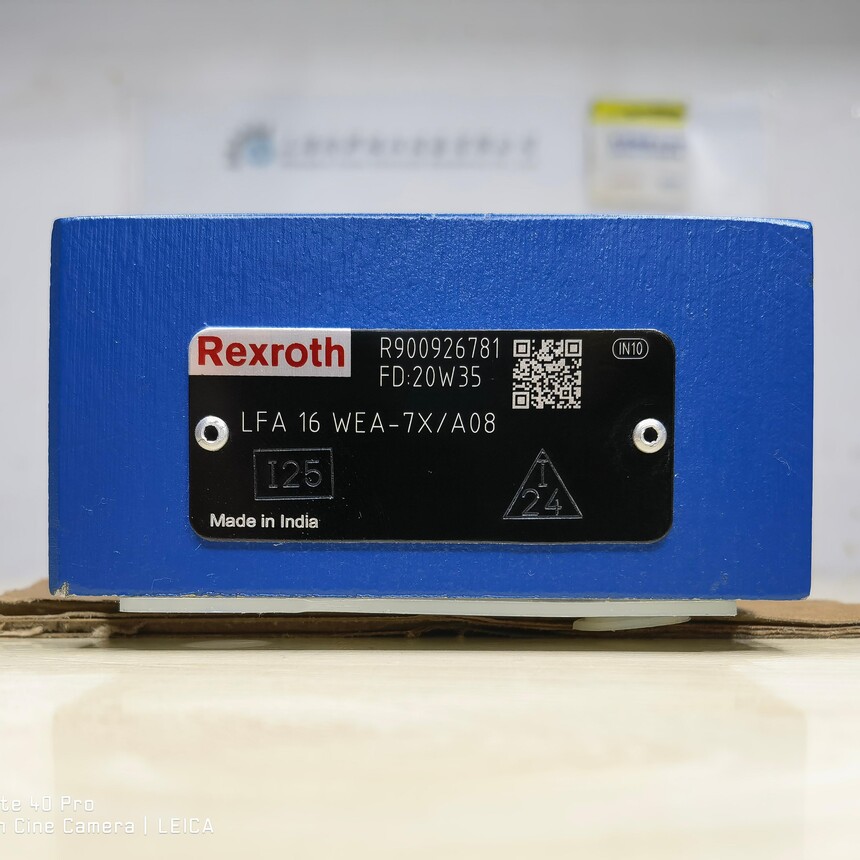 Rexroth
R900926781
FD:20W35
IN10
LFA 16 WEA-7X/A08
I25
I
24
Made in India
te 40 Pro
Cine Camera | LEICA